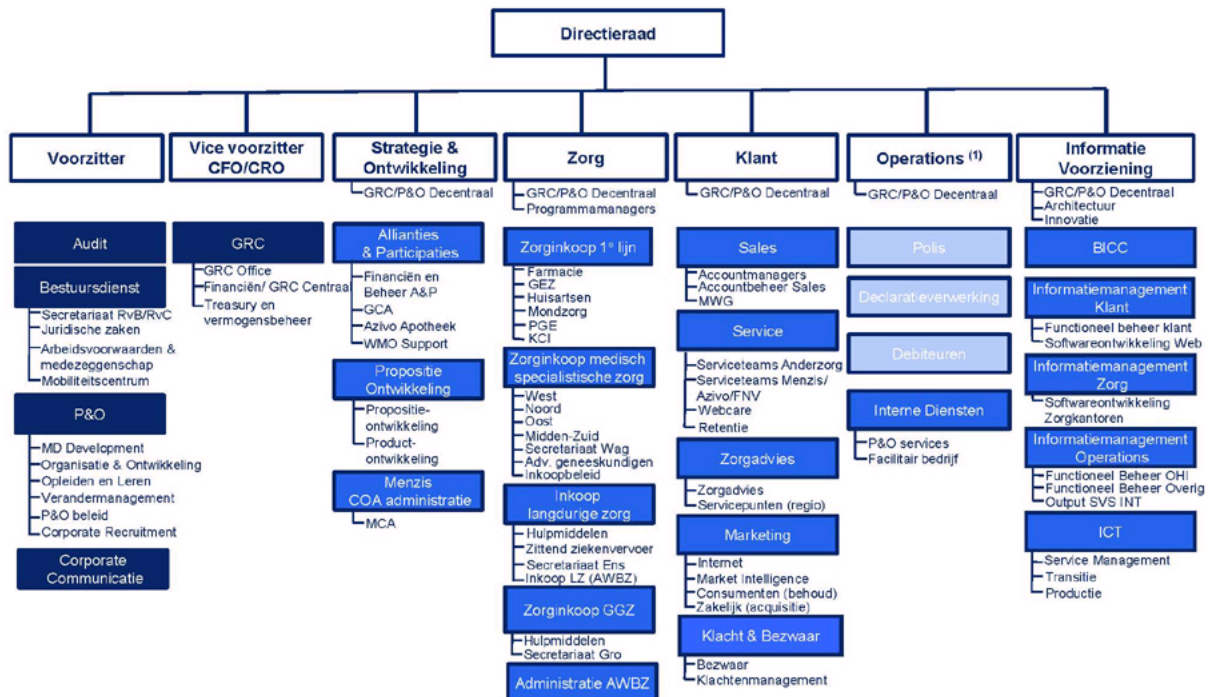 Directieraad
Voorzitter
Audit
Bestuursdienst
Secretariaat RvB/RvC
Juridische zaken
Arbeidsvoorwaarden &
medezeggenschap
Mobiliteitscentrum
P&O
MD Development
Organisatie & Ontwikkeling
Opleiden en Leren
Verandermanagement
P&O beleid
Corporate Recruitment
Corporate
Communicatie
Vice voorzitter
CFO/CRO
GRC
GRC Office
Financiën/ GRC Centraal
Treasury en
vermogensbeheer
Strategie &
Ontwikkeling
GRC/P&O Decentraal
Allianties
& Participaties
Financiën en
Beheer A&P
GCA
Azivo Apotheek
WMO Support
Propositie
Ontwikkeling
Propositie-
ontwikkeling
Product-
ontwikkeling
Menzis
COA administratie
MCA
Zorg
GRC/P&O Decentraal
Programmamanagers
Zorginkoop 1e lijn
Farmacie
GEZ
Huisartsen
Mondzorg
PGE
KCI
Zorginkoop medisch
specialistische zorg
West
Noord
Oost
Midden-Zuid
Secretariaat Wag
Adv. geneeskundigen
Inkoopbeleid
Inkoop
langdurige zorg
Hulpmiddelen
Zittend ziekenvervoer
Secretariaat Ens
Inkoop LZ (AWBZ)
Zorginkoop GGZ
Hulpmiddelen
Secretariaat Gro
Administratie AWBZ
Klant
GRC/P&O Decentraal
Sales
Accountmanagers
Accountbeheer Sales
MWG
Service
Serviceteams Anderzorg
Serviceteams Menzis/
Azivo/FNV
Webcare
Retentie
Zorgadvies
Zorgadvies
Servicepunten (regio)
Marketing
Internet
Market Intelligence
Consumenten (behoud)
Zakelijk (acquisitie)
Klacht & Bezwaar
Bezwaar
Klachtenmanagement
Operations (1)
GRC/P&O Decentraal
Polis
Declaratieverwerking
Debiteuren
Interne Diensten
P&O services
Facilitair bedrijf
Informatie
Voorziening
GRC/P&O Decentraal
Architectuur
Innovatie
BICC
Informatiemanagement
Klant
Functioneel beheer klant
Softwareontwikkeling Web
Informatiemanagement
Zorg
Softwareontwikkeling
Zorgkantoren
Informatiemanagement
Operations
Functioneel Beheer OHI
Functioneel Beheer Overig
Output SVS INT
ICT
Service Management
Transitie
Productie